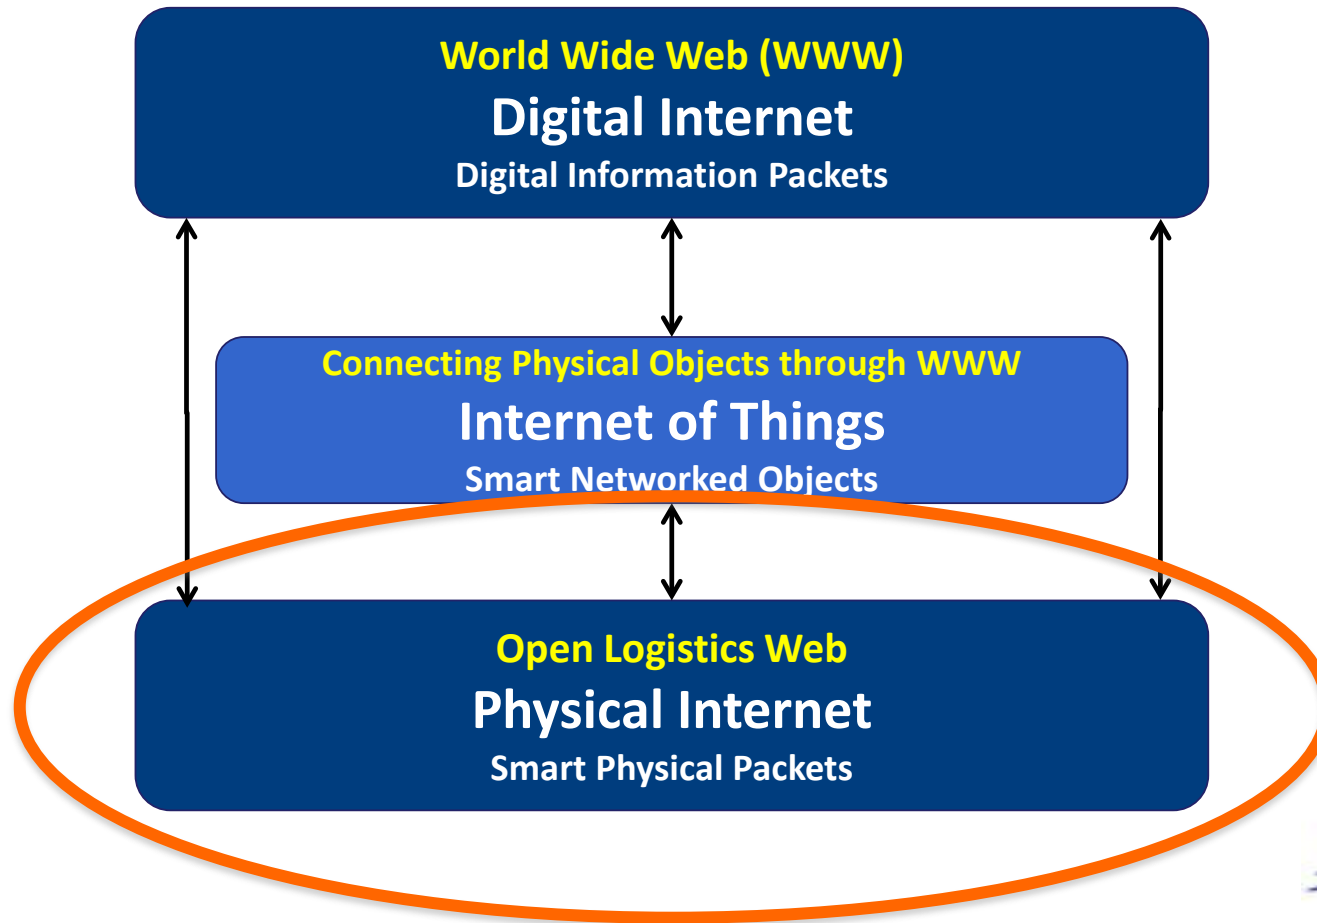 World Wide Web (WWW)
Digital Internet
Digital Information Packets
Connecting Physical Objects through WWW
Internet of Things
Smart Networked Objects
Open Logistics Web
Physical Internet
Smart Physical Packets